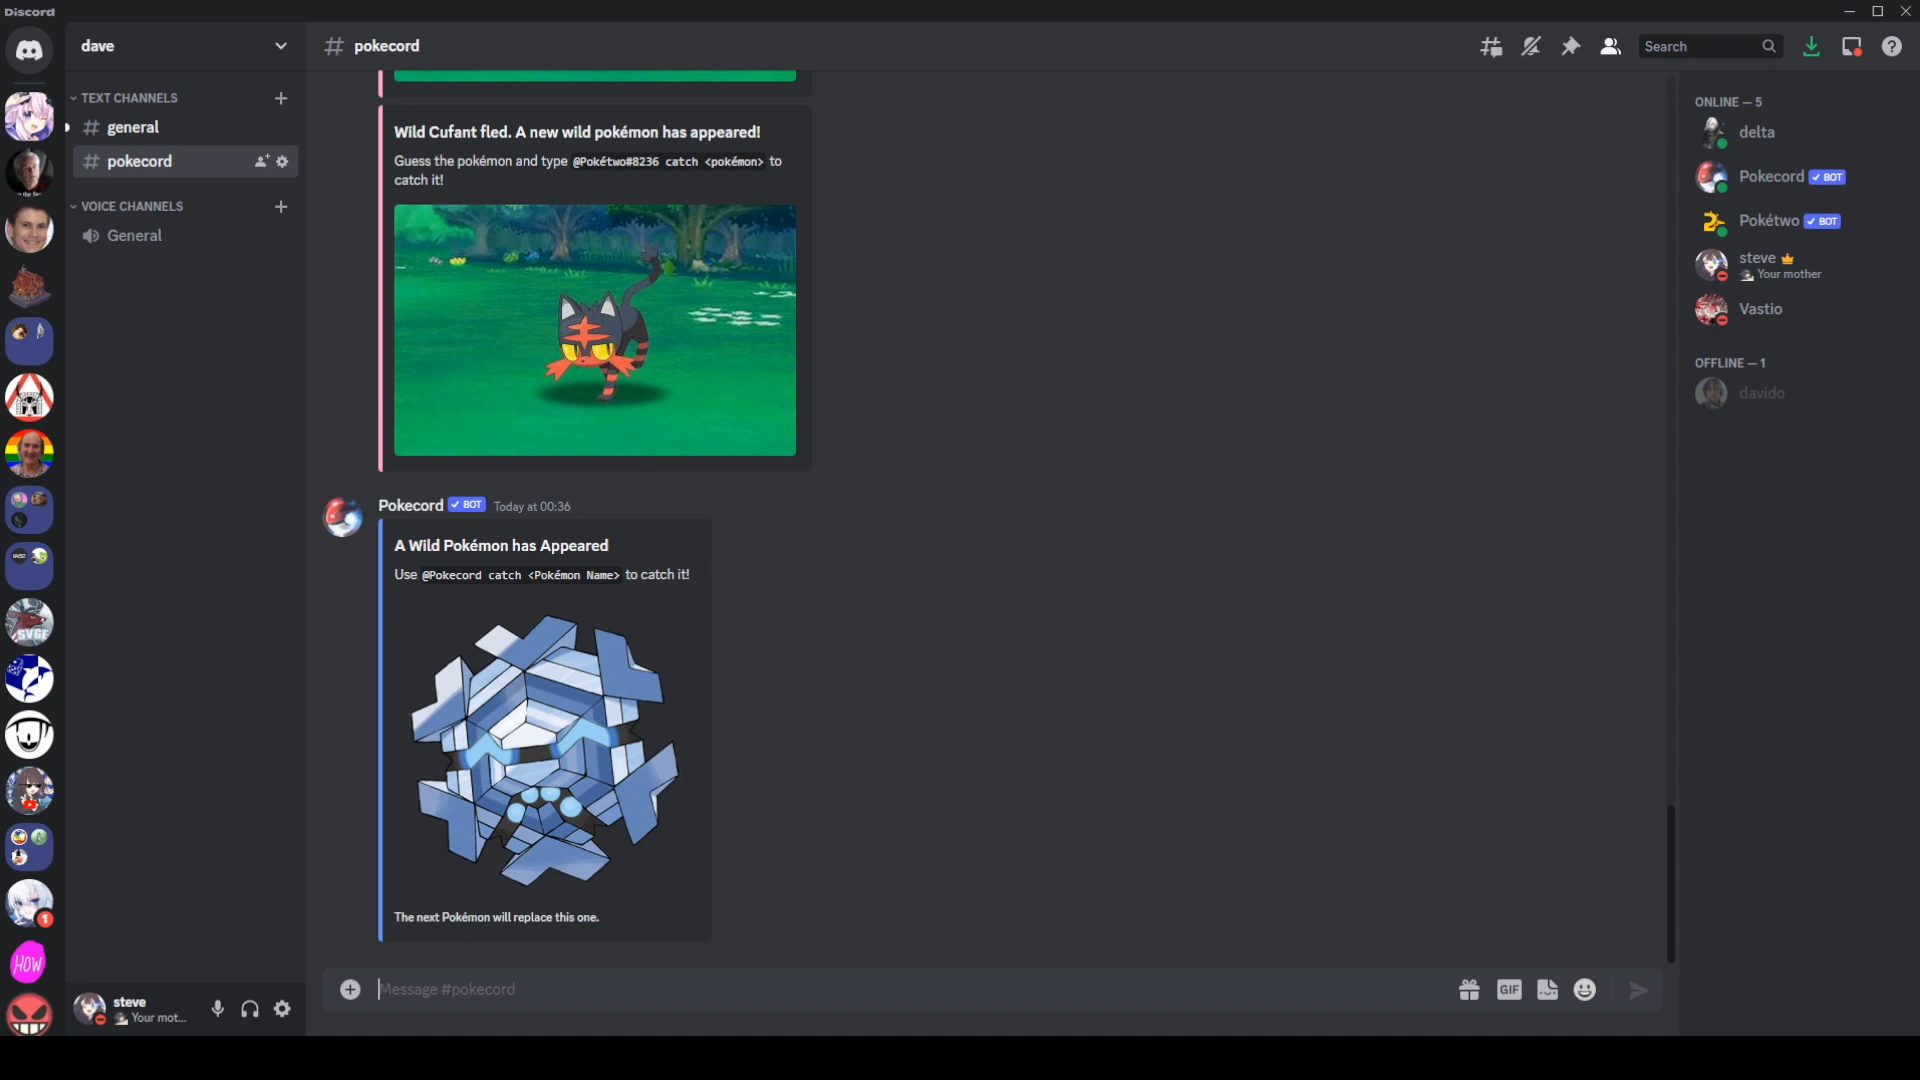 Discord
dave
# pokecord
Search
TEXT CHANNELS
# general
# pokecord
VOICE CHANNELS
General
Wild Cufant fled. A new wild pokémon has appeared!
Guess the pokémon and type @Pokétwo#8236 catch <pokémon> to
catch it!
Pokecord BOT Today at 00:36
A Wild Pokémon has Appeared
Use @Pokecord catch <Pokémon Name> to catch it!
The next Pokémon will replace this one.
Message #pokecord
GIF
ONLINE — 5
delta
Pokecord BOT
Pokétwo BOT
steve
Your mother
Vastio
OFFLINE — 1
davido
SVGE
1
HOW
steve
Your mot...